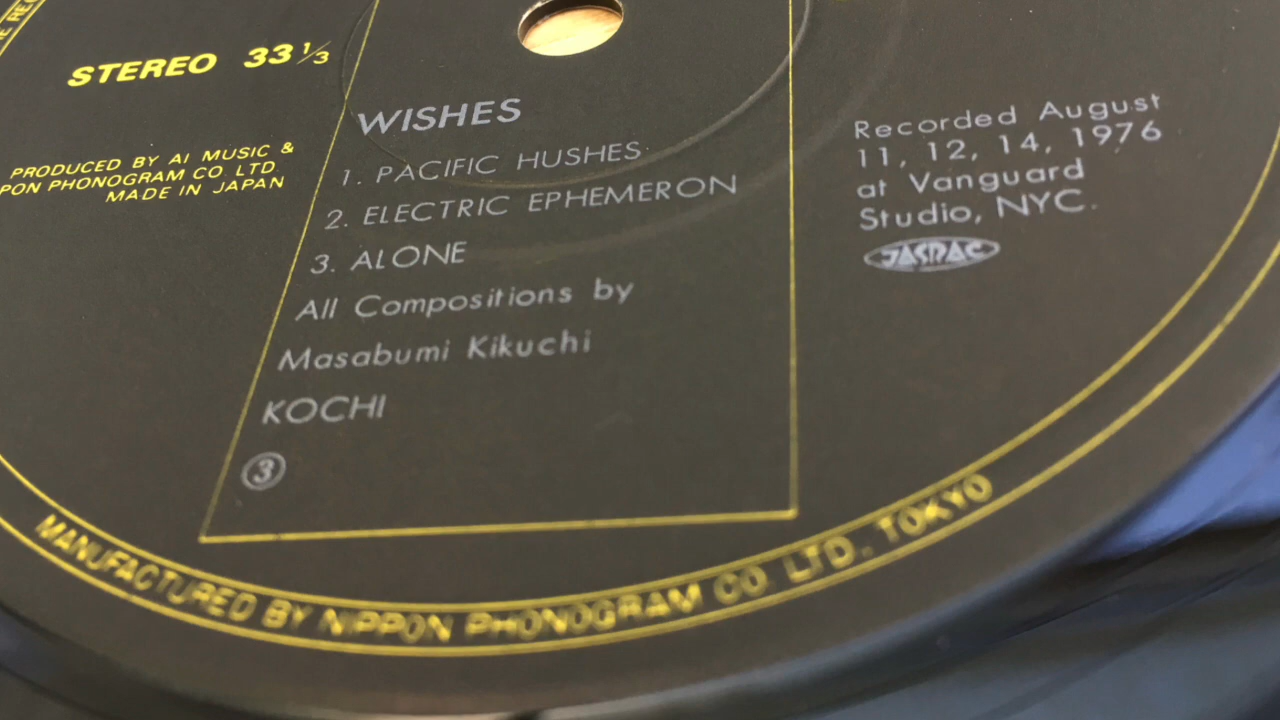 STEREO 33 1/3
PRODUCED BY AI MUSIC &
PON PHONOGRAM CO. LTD.
MADE IN JAPAN
WISHES
1. PACIFIC HUSHES
2. ELECTRIC EPHEMERON
3. ALONE
All Compositions by
Masabumi Kikuchi
KOCHI
③
Recorded August
11, 12, 14, 1976
at Vanguard
Studio, NYC.
JASRAC
MANUFACTURED BY NIPPON PHONOGRAM CO. LTD., TOKYO